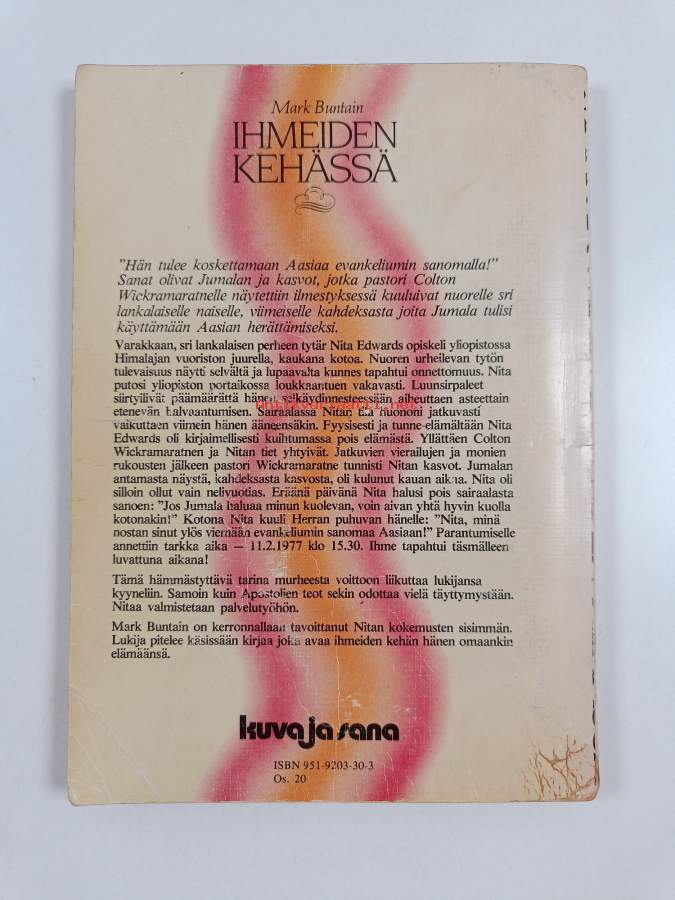 Mark Buntain
IHMEIDEN
KEHÄSSÄ
"Hän tulee koskettamaan Aasiaa evankeliumin sanomalla!"
Sanat olivat Jumalan ja kasvot, jotka pastori Colton
Wickramaratnelle näytettiin ilmestyksessä kuuluivat nuorelle sri
lankalaiselle naiselle, viimeiselle kahdeksasta joita Jumala tulisi
käyttämään Aasian herättämiseksi.
Varakkaan, sri lankalaisen perheen tytär Nita Edwards opiskeli yliopistossa
Himalajan vuoriston juurella, kaukana kotoa. Nuoren urheilevan tytön
tulevaisuus näytti selvältä ja lupaavalta kunnes tapahtui onnettomuus. Nita
putosi yliopiston portaikossa loukkaantuen vakavasti. Luunsirpaleet
siirtyilivät päämäärättä hänen selkäydinnesteessään aiheuttaen asteettain
etenevän halvaantumisen. Sairaalassa Nitan tila huononi jatkuvasti
vaikuttaen viimein hänen ääneensäkin. Fyysisesti ja tunne-elämältään Nita
Edwards oli kirjaimellisesti kuihtumassa pois elämästä. Yllättäen Colton
Wickramaratnen ja Nitan tiet yhtyivät. Jatkuvien vierailujen ja monien
rukousten jälkeen pastori Wickramaratne tunnisti Nitan kasvot. Jumalan
antamasta näystä, kahdeksasta kasvosta, oli kulunut kauan aikaa. Nita oli
silloin ollut vain nelivuotias. Eräänä päivänä Nita halusi pois sairaalasta
sanoen: "Jos Jumala haluaa minun kuolevan, voin aivan yhtä hyvin kuolla
kotonakin!" Kotona Nita kuuli Herran puhuvan hänelle: "Nita, minä
nostan sinut ylös viemään evankeliumin sanomaa Aasiaan!" Parantumiselle
annettiin tarkka aika — 11.2.1977 klo 15.30. Ihme tapahtui täsmälleen
luvattuna aikana!
Tämä hämmästyttävä tarina murheesta voittoon liikuttaa lukijansa
kyyneliin. Samoin kuin Apostolien teot sekin odottaa vielä täyttymystään.
Nitaa valmistetaan palvelutyöhön.
Mark Buntain on kerronnallaan tavoittanut Nitan kokemusten sisimmän.
Lukija pitelee käsissään kirjaa joka avaa ihmeiden kehän hänen omaankin
elämäänsä.
kuva ja sana
ISBN 951-9203-30-3
Os. 20